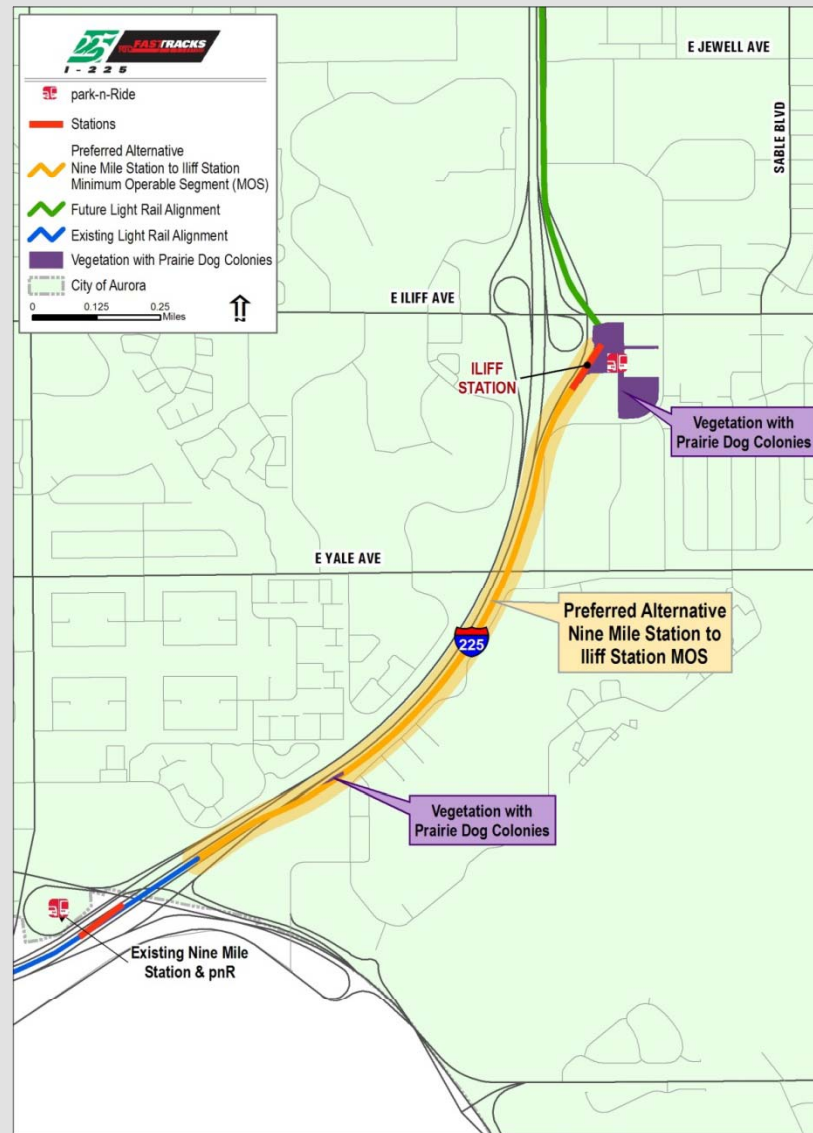 225
RTD FASTRACKS
I - 225
park-n-Ride
Stations
Preferred Alternative
Nine Mile Station to Iliff Station
Minimum Operable Segment (MOS)
Future Light Rail Alignment
Existing Light Rail Alignment
Vegetation with Prairie Dog Colonies
City of Aurora
0 0.125 0.25
Miles
N
E JEWELL AVE
SABLE BLVD
E ILIFF AVE
ILIFF
STATION
Vegetation with
Prairie Dog Colonies
E YALE AVE
Preferred Alternative
Nine Mile Station to
Iliff Station MOS
225
Vegetation with
Prairie Dog Colonies
Existing Nine Mile
Station & pnR